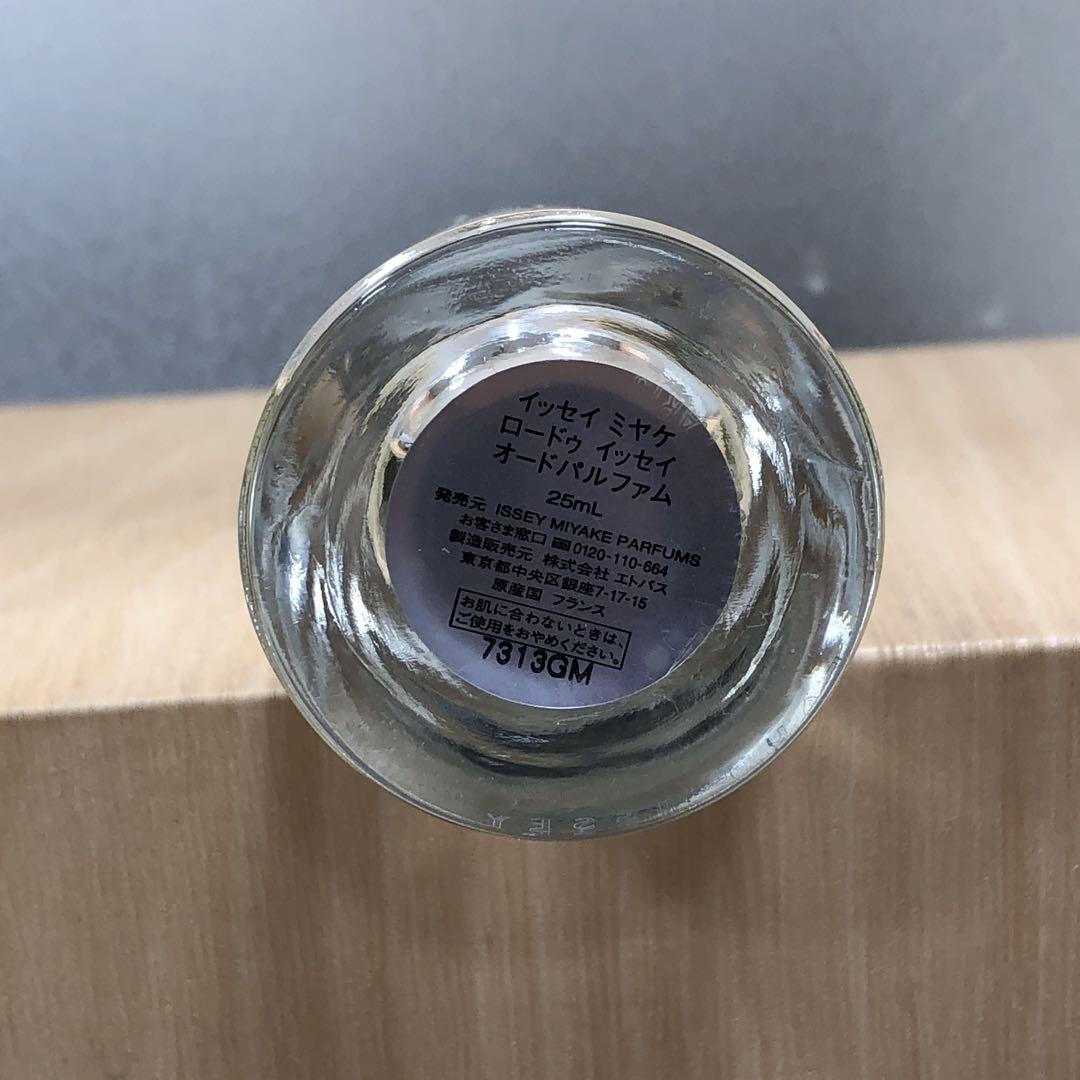 イッセイ ミヤケ
ロードゥ イッセイ
オードパルファム
25mL
発売元 ISSEY MIYAKE PARFUMS
お客さま窓口 0120-110-664
製造販売元 株式会社 エトバス
東京都中央区銀座7-17-15
原産国 フランス
お肌に合わないときは、
ご使用をおやめください。
7313GM